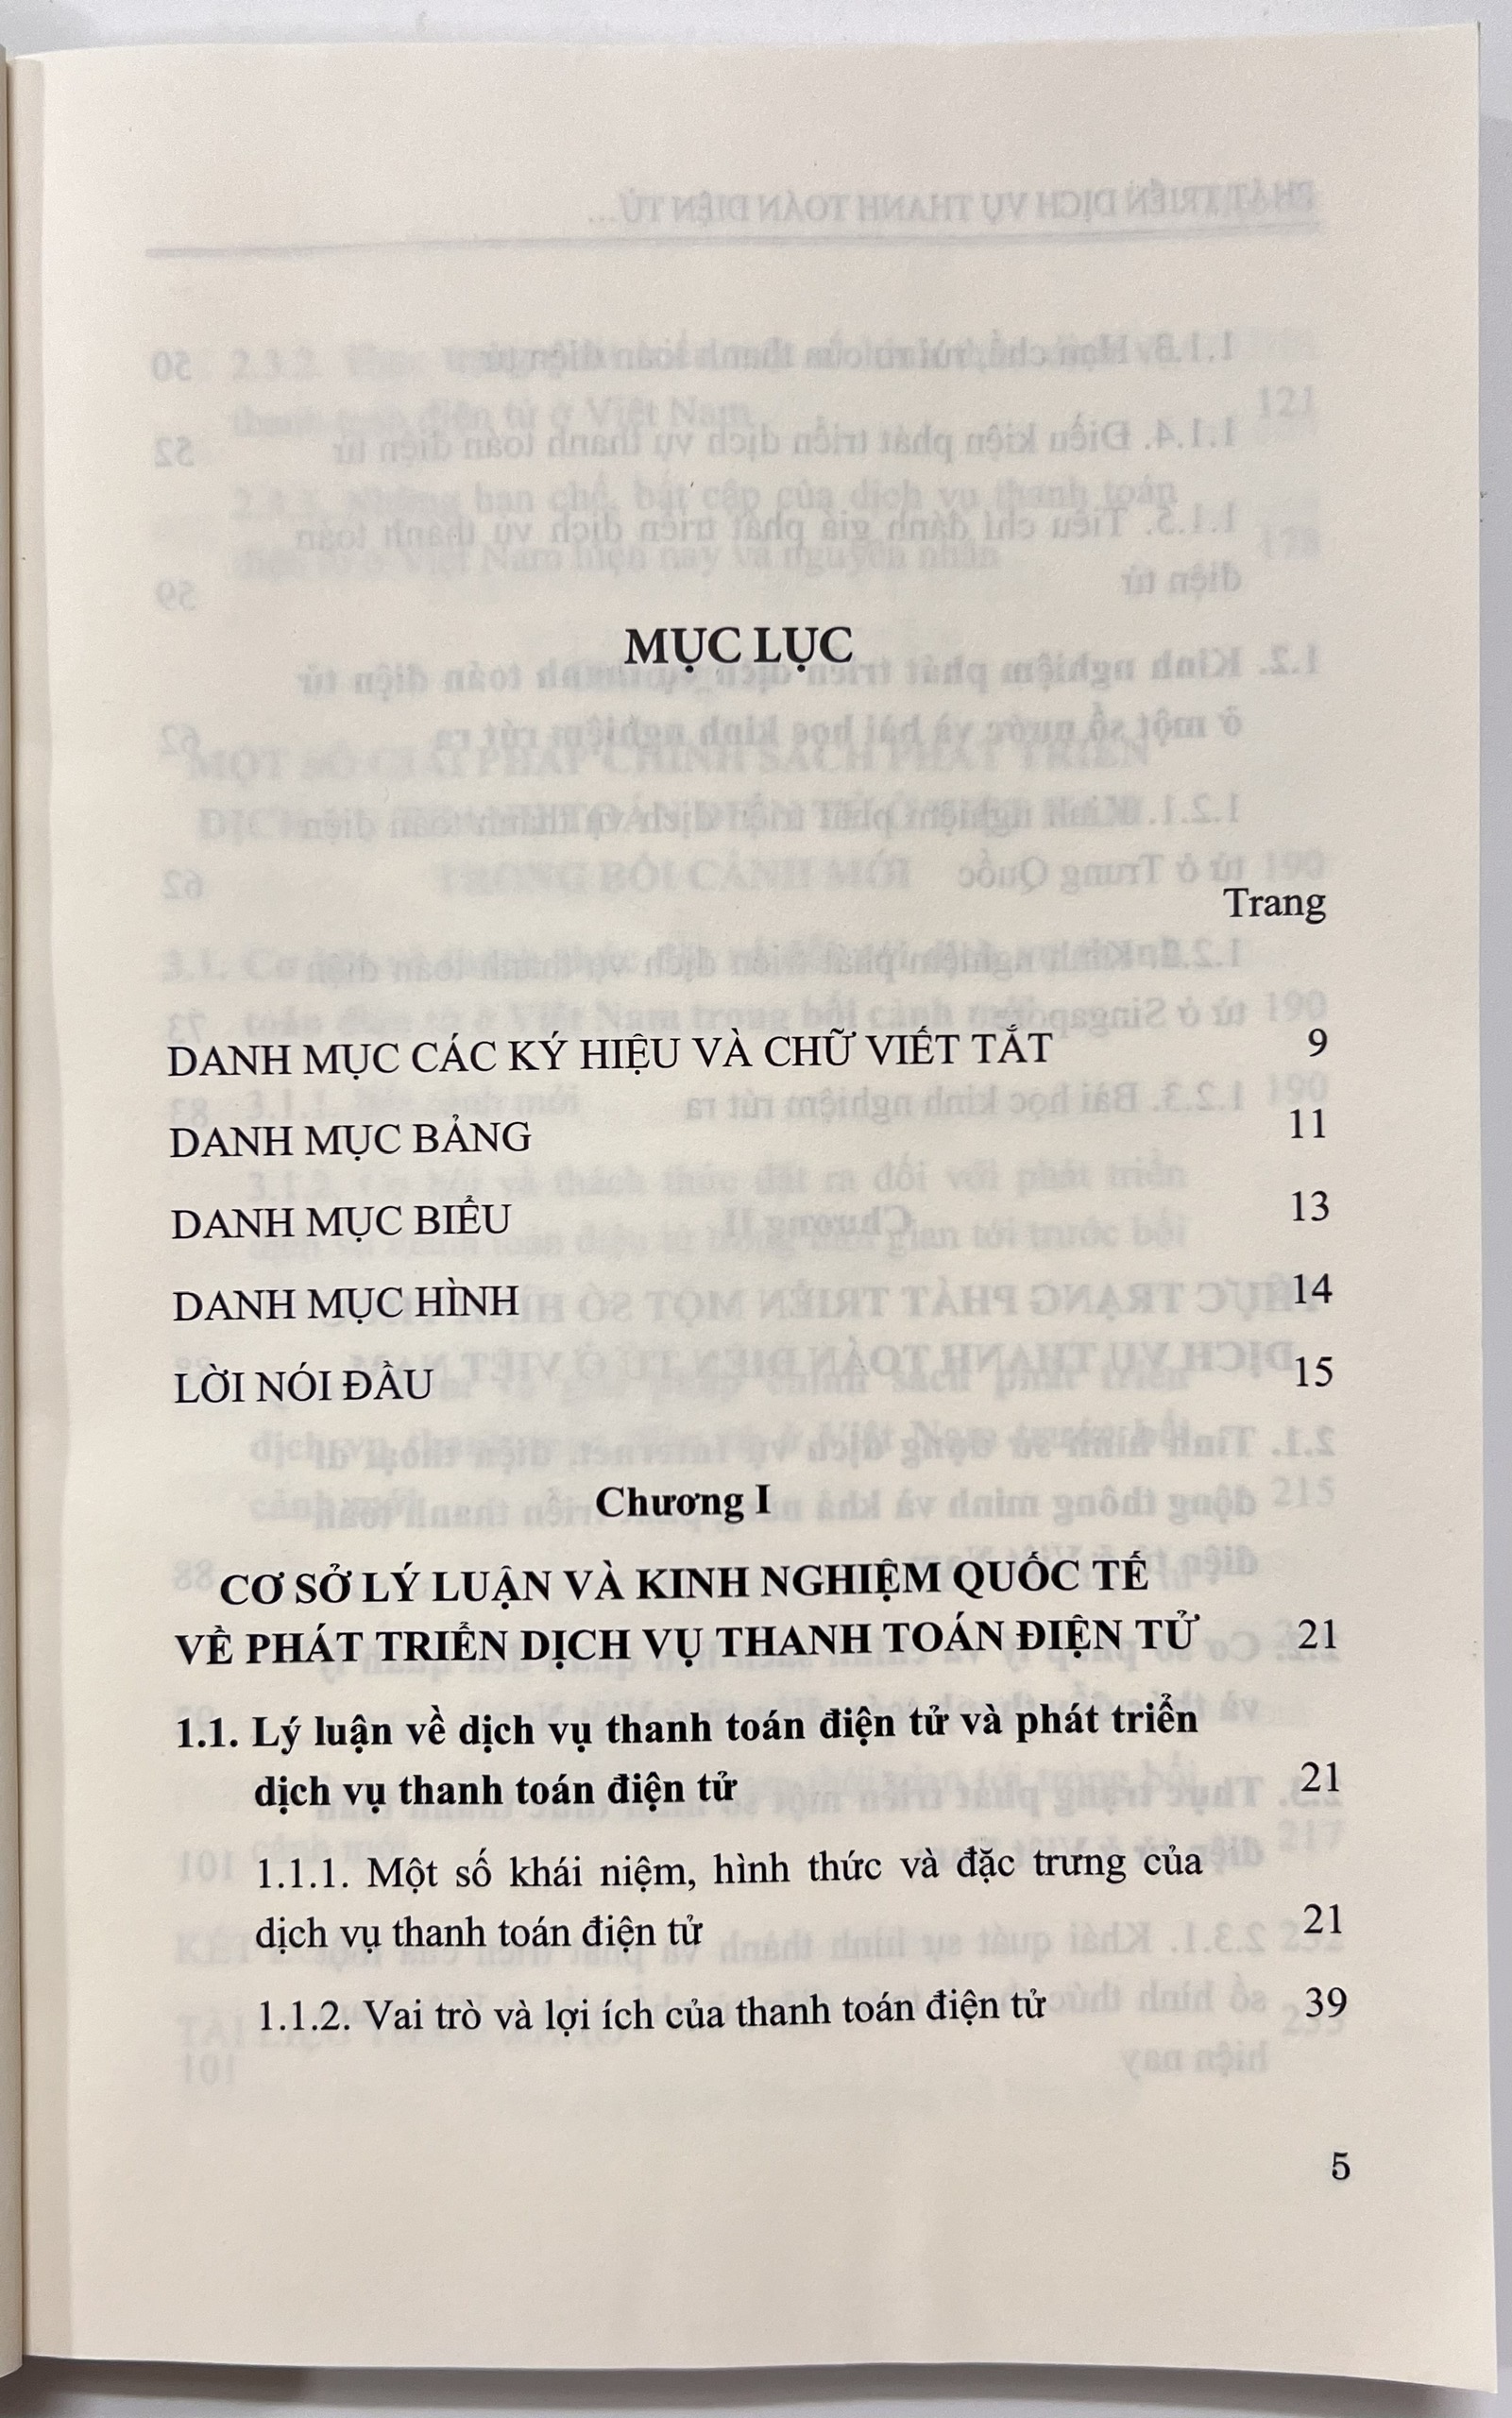 MỤC LỤC
Trang
DANH MỤC CÁC KÝ HIỆU VÀ CHỮ VIẾT TẮT 9
DANH MỤC BẢNG 11
DANH MỤC BIỂU 13
DANH MỤC HÌNH 14
LỜI NÓI ĐẦU 15
Chương I
CƠ SỞ LÝ LUẬN VÀ KINH NGHIỆM QUỐC TẾ
VỀ PHÁT TRIỂN DỊCH VỤ THANH TOÁN ĐIỆN TỬ 21
1.1. Lý luận về dịch vụ thanh toán điện tử và phát triển
dịch vụ thanh toán điện tử 21
1.1.1. Một số khái niệm, hình thức và đặc trưng của
dịch vụ thanh toán điện tử 21
1.1.2. Vai trò và lợi ích của thanh toán điện tử 39
5